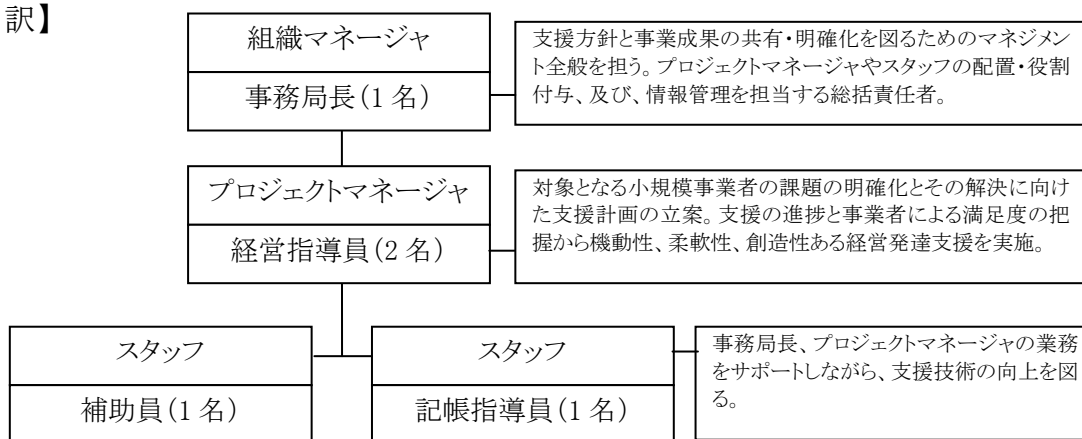 訳】
組織マネージャ
事務局長(1名)
支援方針と事業成果の共有・明確化を図るためのマネジメン
ト全般を担う。プロジェクトマネージャやスタッフの配置・役割
付与、及び、情報管理を担当する総括責任者。
プロジェクトマネージャ
経営指導員(2名)
対象となる小規模事業者の課題の明確化とその解決に向け
た支援計画の立案。支援の進捗と事業者による満足度の把
握から機動性、柔軟性、創造性ある経営発達支援を実施。
スタッフ
補助員(1名)
スタッフ
記帳指導員(1名)
事務局長、プロジェクトマネージャの業務
をサポートしながら、支援技術の向上を図
る。